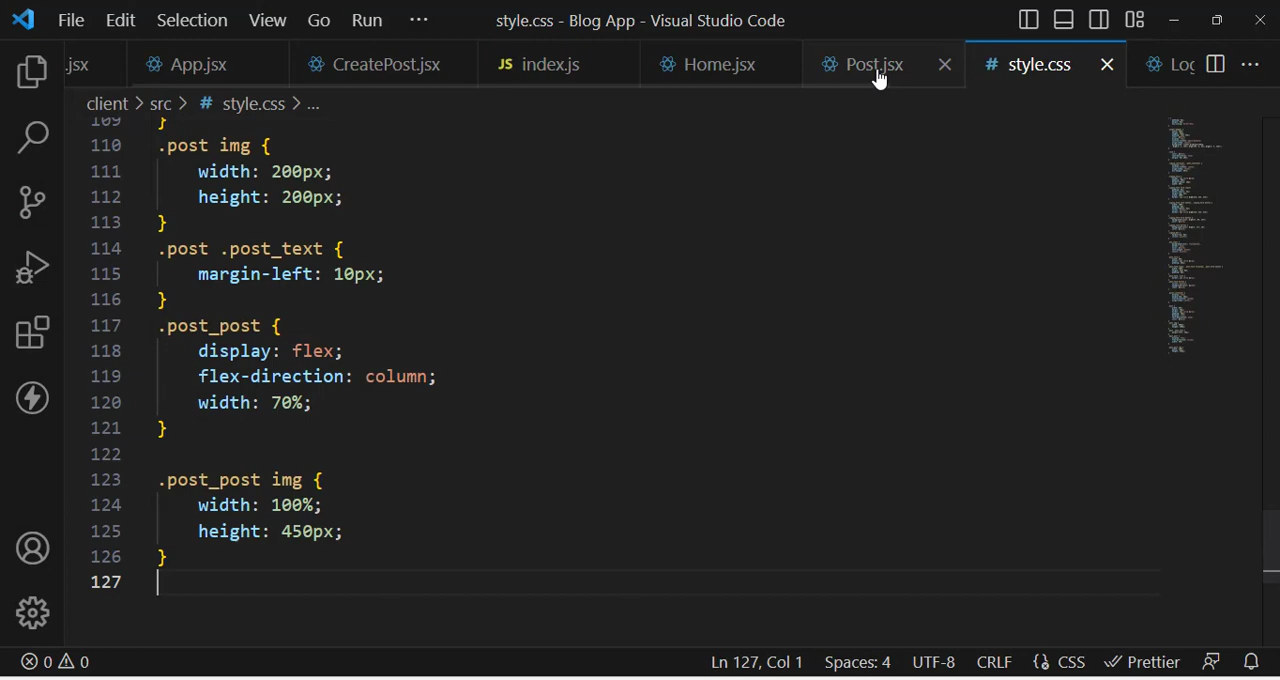 File Edit Selection View Go Run ··· style.css - Blog App - Visual Studio Code
.jsx App.jsx CreatePost.jsx JS index.js Home.jsx Post.jsx # style.css Log ···
client > src > # style.css > ...
109 }
110 .post img {
111 width: 200px;
112 height: 200px;
113 }
114 .post .post_text {
115 margin-left: 10px;
116 }
117 .post_post {
118 display: flex;
119 flex-direction: column;
120 width: 70%;
121 }
122
123 .post_post img {
124 width: 100%;
125 height: 450px;
126 }
127
0 0 Ln 127, Col 1 Spaces: 4 UTF-8 CRLF {} CSS Prettier